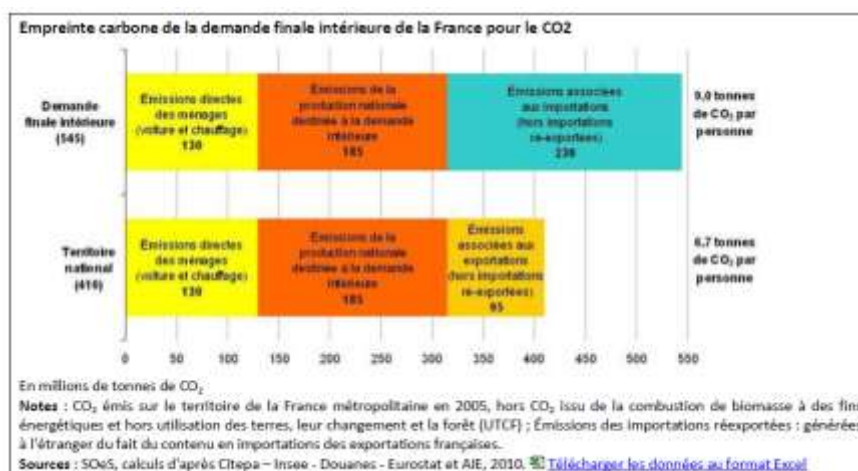 Empreinte carbone de la demande finale intérieure de la France pour le CO2
Demande
finale intérieure
(545)
Émissions directes
des ménages
(voiture et chauffage)
130
Émissions de la
production nationale
destinée à la demande
intérieure
185
Émissions associées
aux importations
(hors importations
re-exportées)
230
9,0 tonnes
de CO₂ par
personne
Territoire
national
(410)
Émissions directes
des ménages
(voiture et chauffage)
130
Émissions de la
production nationale
destinée à la demande
intérieure
185
Émissions
associées aux
exportations
(hors importations
re-exportées)
95
6,7 tonnes
de CO₂ par
personne
0 50 100 150 200 250 300 350 400 450 500 550
En millions de tonnes de CO₂
Notes : CO₂ émis sur le territoire de la France métropolitaine en 2005, hors CO₂ issu de la combustion de biomasse à des fins
énergétiques et hors utilisation des terres, leur changement et la forêt (UTCF) ; Émissions des importations réexportées : générées
à l'étranger du fait du contenu en importations des exportations françaises.
Sources : SOeS, calculs d'après Citepa – Insee - Douanes - Eurostat et AIE, 2010. Télécharger les données au format Excel